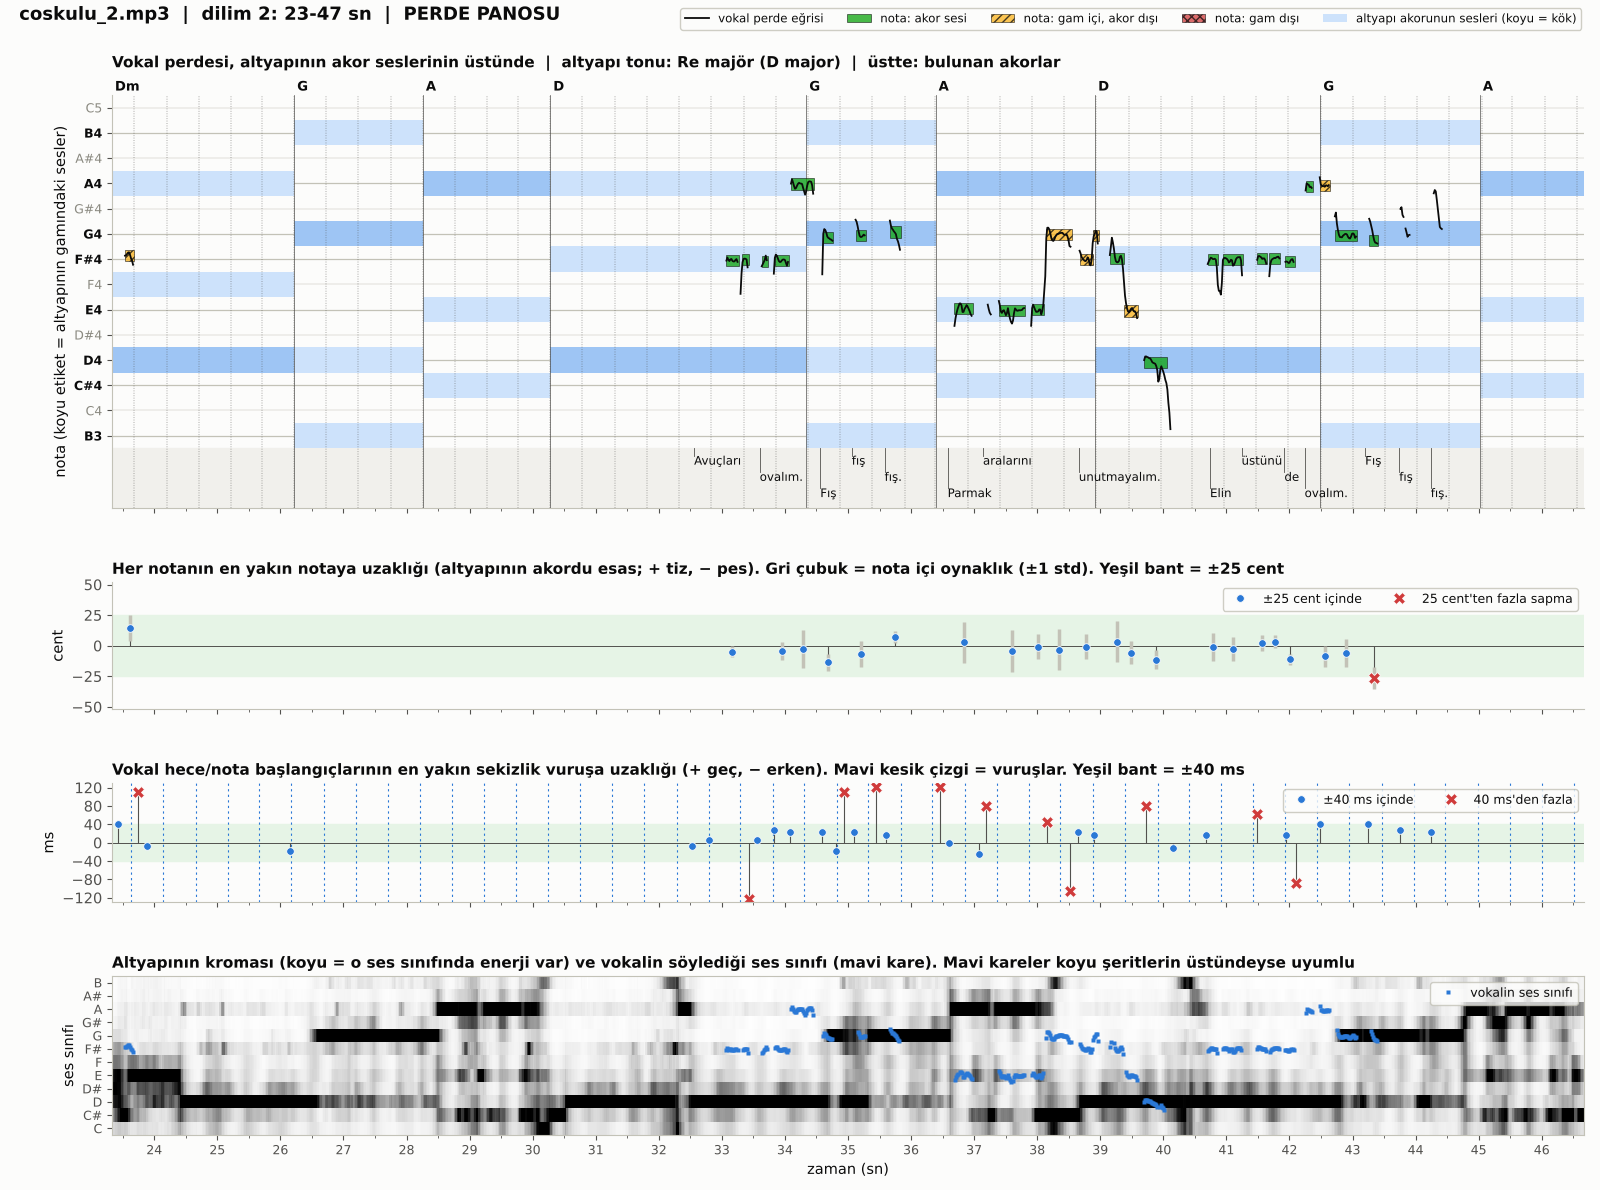 coskulu_2.mp3 | dilim 2: 23-47 sn | PERDE PANOSU
vokal perde eğrisi
nota: akor sesi
nota: gam içi, akor dışı
nota: gam dışı
altyapı akorunun sesleri (koyu = kök)
Vokal perdesi, altyapının akor seslerinin üstünde | altyapı tonu: Re majör (D major) | üstte: bulunan akorlar
Dm G A D G A D G A
nota (koyu etiket = altyapının gamındaki sesler)
C5
B4
A#4
A4
G#4
G4
F#4
F4
E4
D#4
D4
C#4
C4
B3
Avuçları fış aralarını üstünü Fış
ovalım. fış. unutmayalım. de fış
Fış Parmak Elin ovalım. fış.
Her notanın en yakın notaya uzaklığı (altyapının akordu esas; + tiz, − pes). Gri çubuk = nota içi oynaklık (±1 std). Yeşil bant = ±25 cent
cent
50
25
0
−25
−50
±25 cent içinde
25 cent'ten fazla sapma
Vokal hece/nota başlangıçlarının en yakın sekizlik vuruşa uzaklığı (+ geç, − erken). Mavi kesik çizgi = vuruşlar. Yeşil bant = ±40 ms
ms
120
80
40
0
−40
−80
−120
±40 ms içinde
40 ms'den fazla
Altyapının kroması (koyu = o ses sınıfında enerji var) ve vokalin söylediği ses sınıfı (mavi kare). Mavi kareler koyu şeritlerin üstündeyse uyumlu
ses sınıfı
B
A#
A
G#
G
F#
F
E
D#
D
C#
C
vokalin ses sınıfı
24 25 26 27 28 29 30 31 32 33 34 35 36 37 38 39 40 41 42 43 44 45 46
zaman (sn)